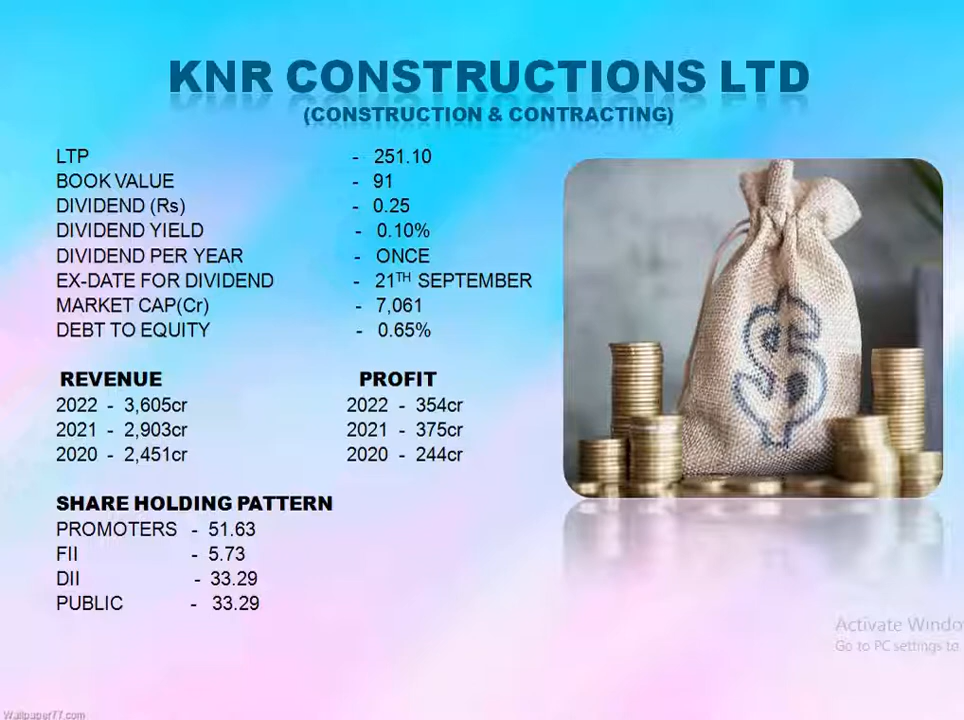 KNR CONSTRUCTIONS LTD
(CONSTRUCTION & CONTRACTING)
LTP - 251.10
BOOK VALUE - 91
DIVIDEND (Rs) - 0.25
DIVIDEND YIELD - 0.10%
DIVIDEND PER YEAR - ONCE
EX-DATE FOR DIVIDEND - 21TH SEPTEMBER
MARKET CAP(Cr) - 7,061
DEBT TO EQUITY - 0.65%
REVENUE PROFIT
2022 - 3,605cr 2022 - 354cr
2021 - 2,903cr 2021 - 375cr
2020 - 2,451cr 2020 - 244cr
SHARE HOLDING PATTERN
PROMOTERS - 51.63
FII - 5.73
DII - 33.29
PUBLIC - 33.29
$
Activate Windo
Go to PC settings to
Wallpaper77.com